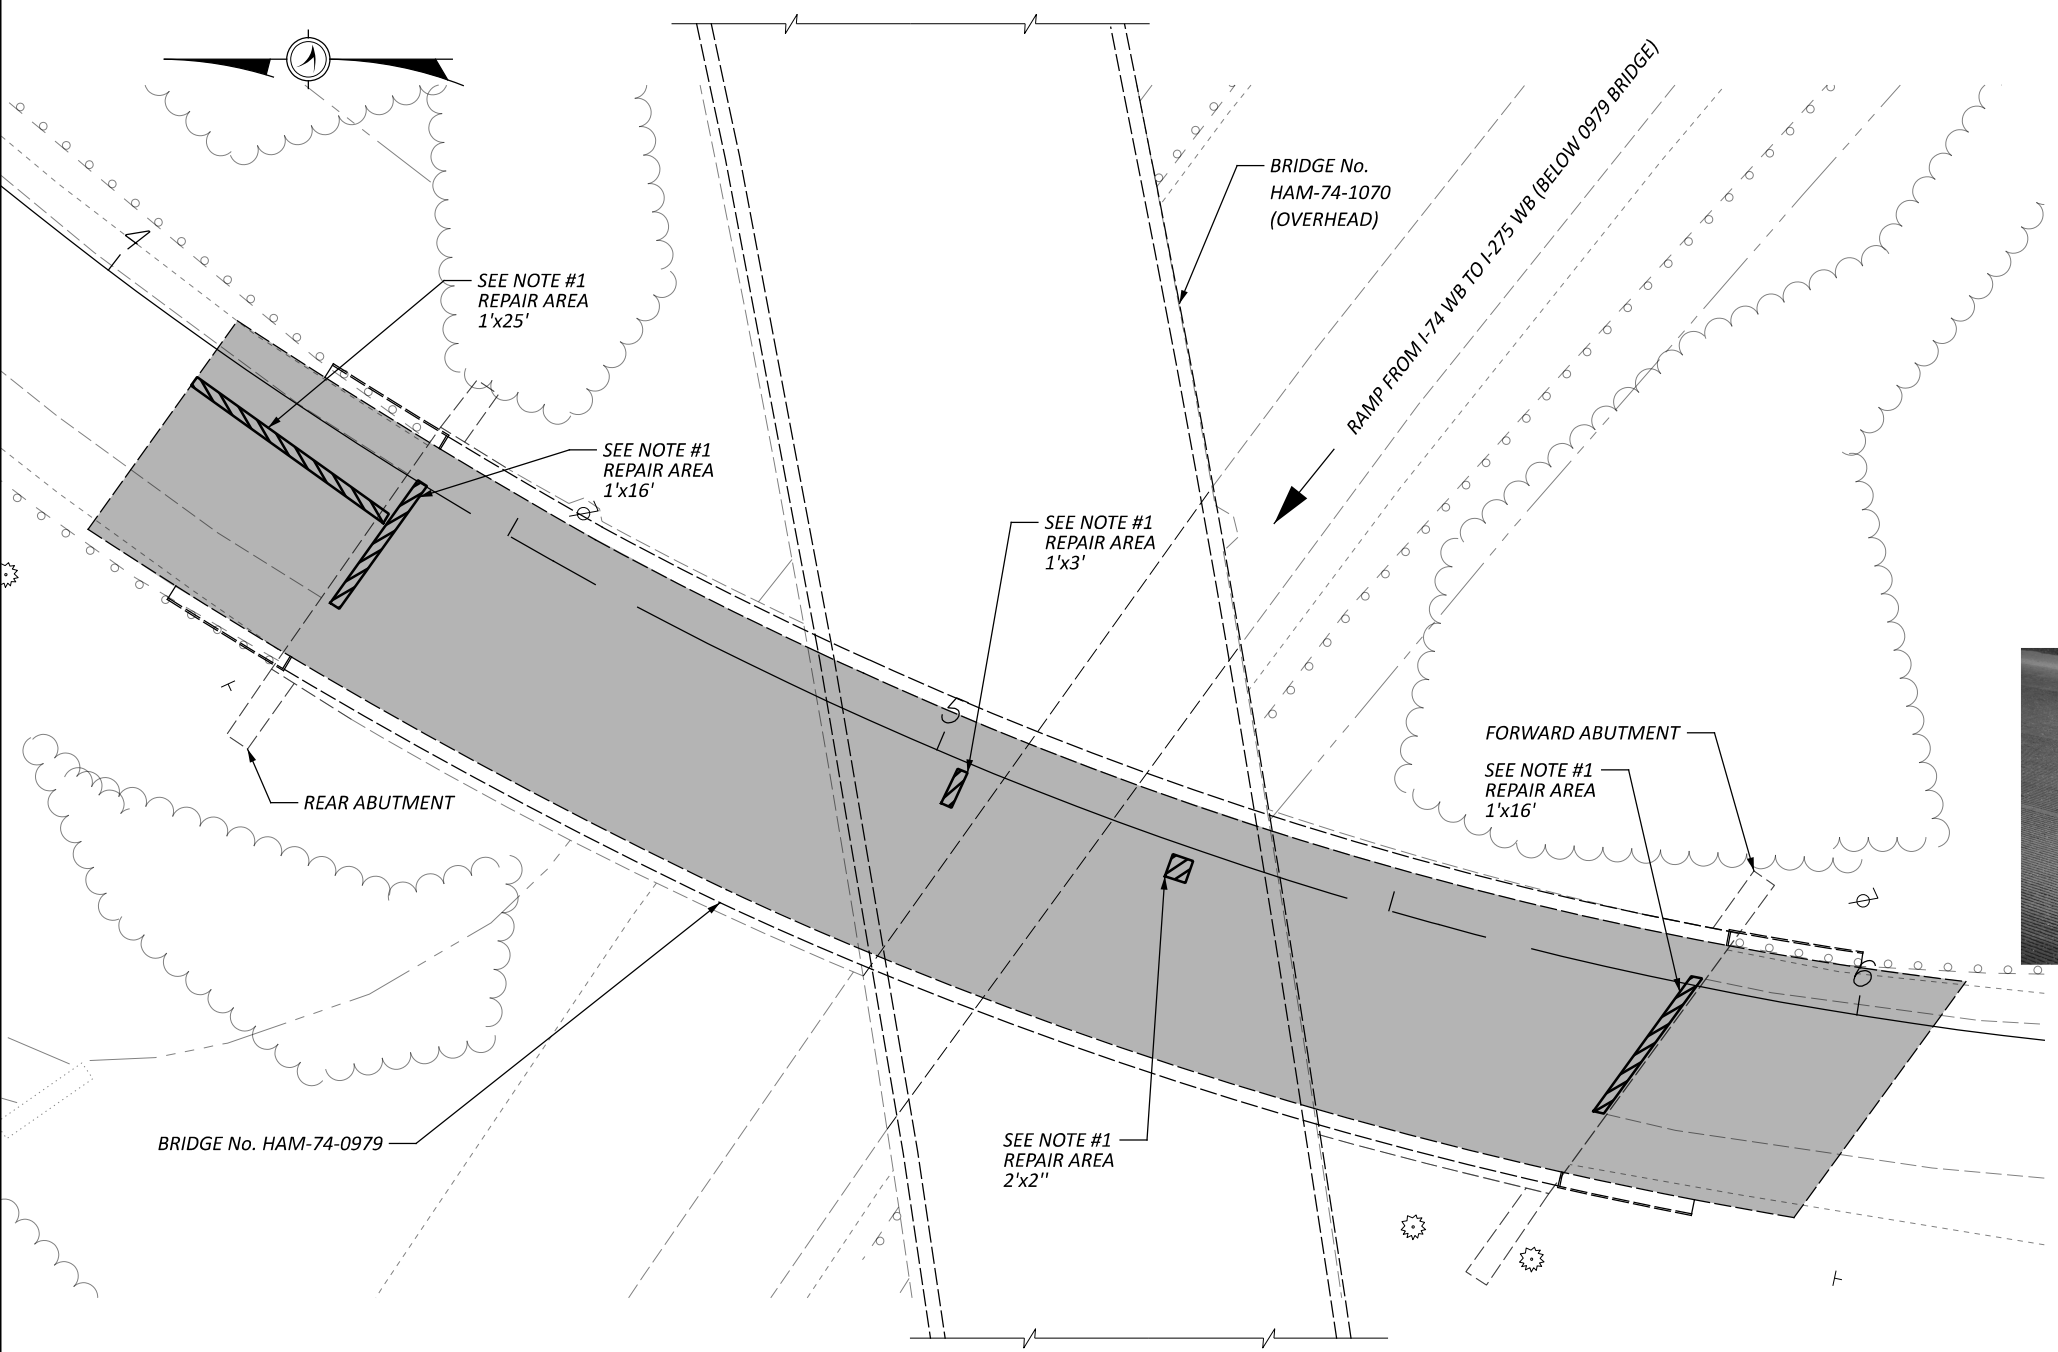 BRIDGE No.
HAM-74-1070
(OVERHEAD)
RAMP FROM I-74 WB TO I-275 WB (BELOW 0979 BRIDGE)
4
SEE NOTE #1
REPAIR AREA
1'x25'
SEE NOTE #1
REPAIR AREA
1'x16'
SEE NOTE #1
REPAIR AREA
1'x3'
5
FORWARD ABUTMENT
SEE NOTE #1
REPAIR AREA
1'x16'
REAR ABUTMENT
6
BRIDGE No. HAM-74-0979
SEE NOTE #1
REPAIR AREA
2'x2''